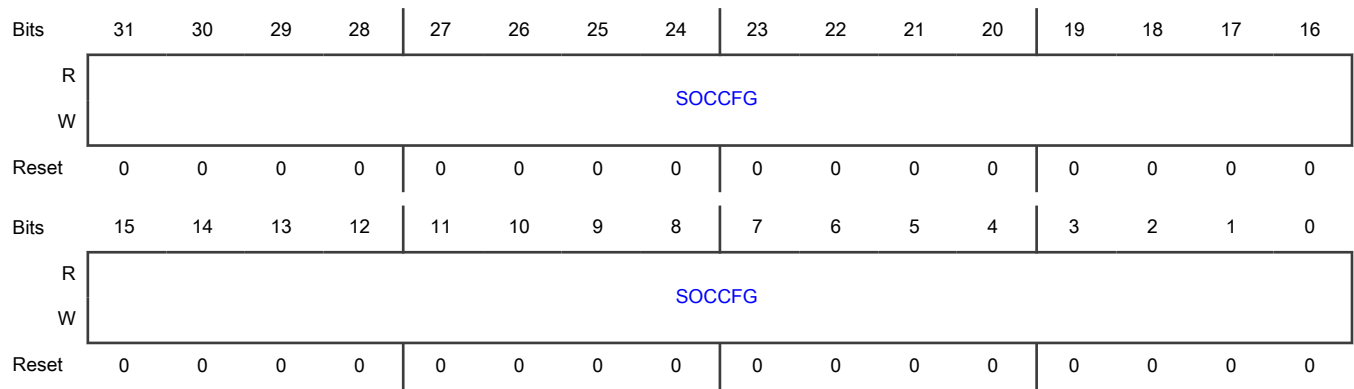 Bits 31 30 29 28 27 26 25 24 23 22 21 20 19 18 17 16
R
SOCCFG
W
Reset 0 0 0 0 0 0 0 0 0 0 0 0 0 0 0 0
Bits 15 14 13 12 11 10 9 8 7 6 5 4 3 2 1 0
R
SOCCFG
W
Reset 0 0 0 0 0 0 0 0 0 0 0 0 0 0 0 0